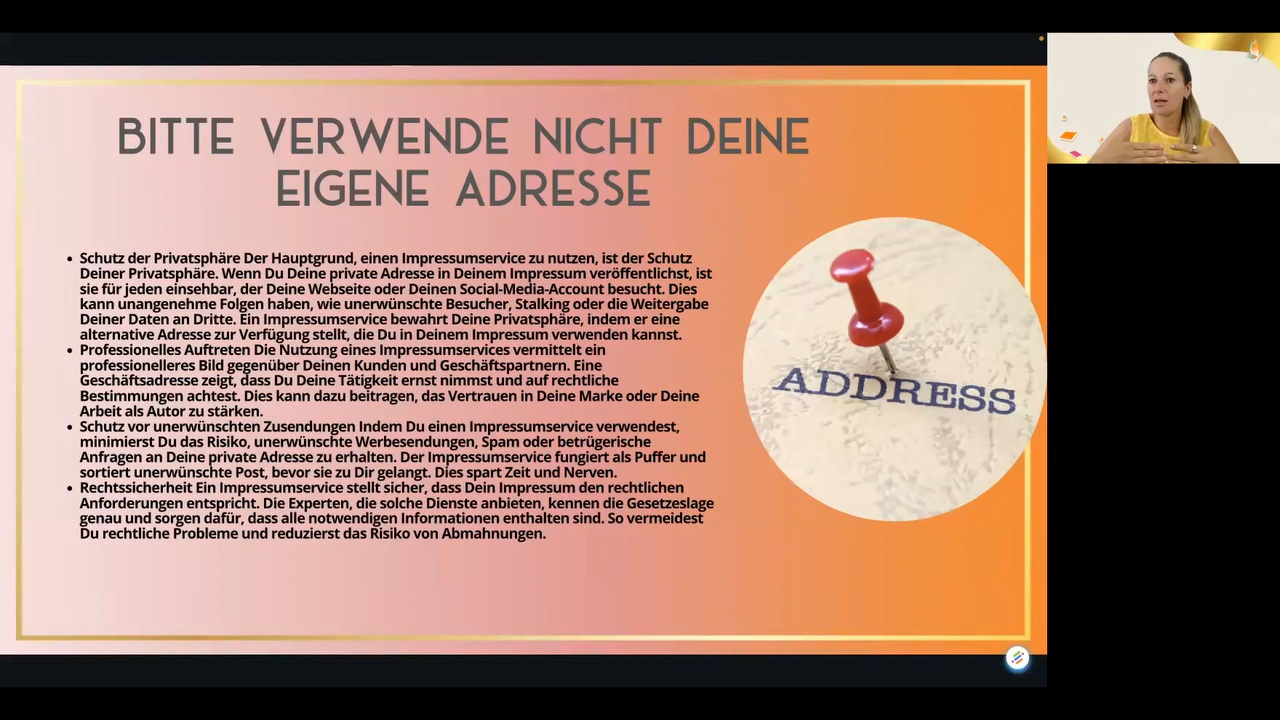 BITTE VERWENDE NICHT DEINE
EIGENE ADRESSE
• Schutz der Privatsphäre Der Hauptgrund, einen Impressumservice zu nutzen, ist der Schutz
Deiner Privatsphäre. Wenn Du Deine private Adresse in Deinem Impressum veröffentlichst, ist
sie für jeden einsehbar, der Deine Webseite oder Deinen Social-Media-Account besucht. Dies
kann unangenehme Folgen haben, wie unerwünschte Besucher, Stalking oder die Weitergabe
Deiner Daten an Dritte. Ein Impressumservice bewahrt Deine Privatsphäre, indem er eine
alternative Adresse zur Verfügung stellt, die Du in Deinem Impressum verwenden kannst.
• Professionelles Auftreten Die Nutzung eines Impressumservices vermittelt ein
professionelleres Bild gegenüber Deinen Kunden und Geschäftspartnern. Eine
Geschäftsadresse zeigt, dass Du Deine Tätigkeit ernst nimmst und auf rechtliche
Bestimmungen achtest. Dies kann dazu beitragen, das Vertrauen in Deine Marke oder Deine
Arbeit als Autor zu stärken.
• Schutz vor unerwünschten Zusendungen Indem Du einen Impressumservice verwendest,
minimierst Du das Risiko, unerwünschte Werbesendungen, Spam oder betrügerische
Anfragen an Deine private Adresse zu erhalten. Der Impressumservice fungiert als Puffer und
sortiert unerwünschte Post, bevor sie zu Dir gelangt. Dies spart Zeit und Nerven.
• Rechtssicherheit Ein Impressumservice stellt sicher, dass Dein Impressum den rechtlichen
Anforderungen entspricht. Die Experten, die solche Dienste anbieten, kennen die Gesetzeslage
genau und sorgen dafür, dass alle notwendigen Informationen enthalten sind. So vermeidest
Du rechtliche Probleme und reduzierst das Risiko von Abmahnungen.
ADDRESS